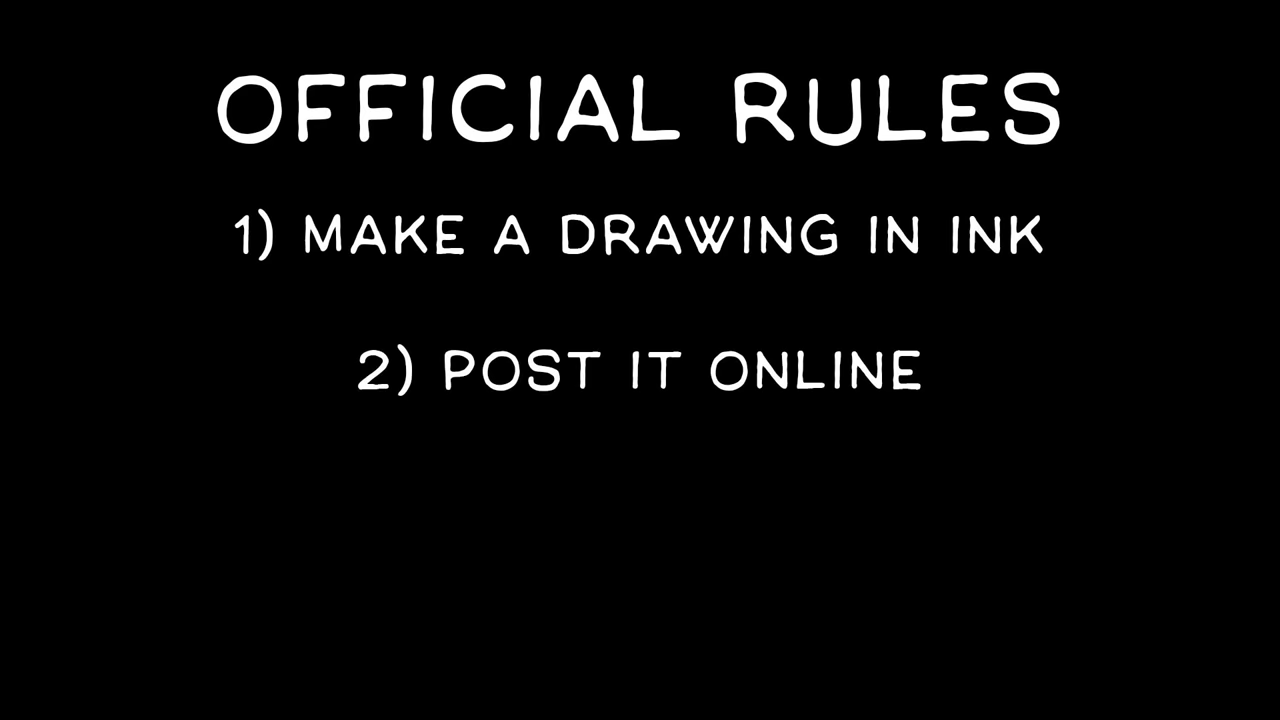 OFFICIAL RULES
1) MAKE A DRAWING IN INK
2) POST IT ONLINE